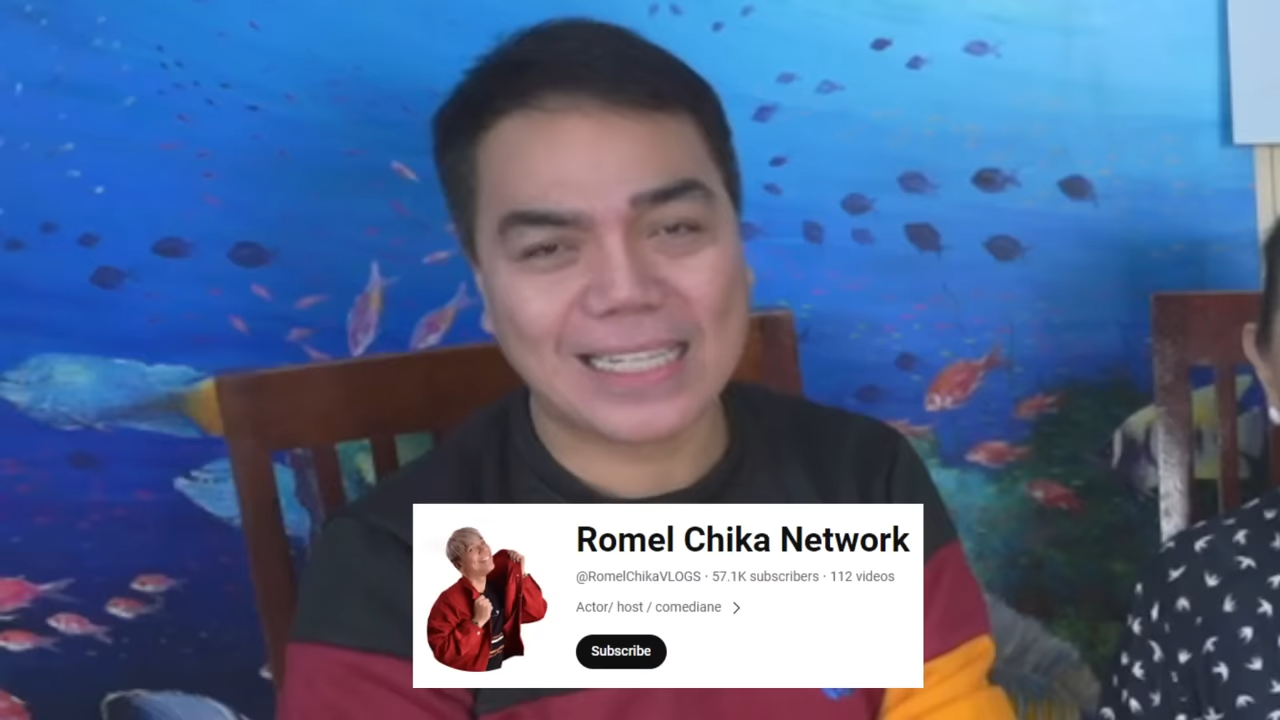 Romel Chika Network
@RomelChikaVLOGS · 57.1K subscribers · 112 videos
Actor/ host / comediane
Subscribe